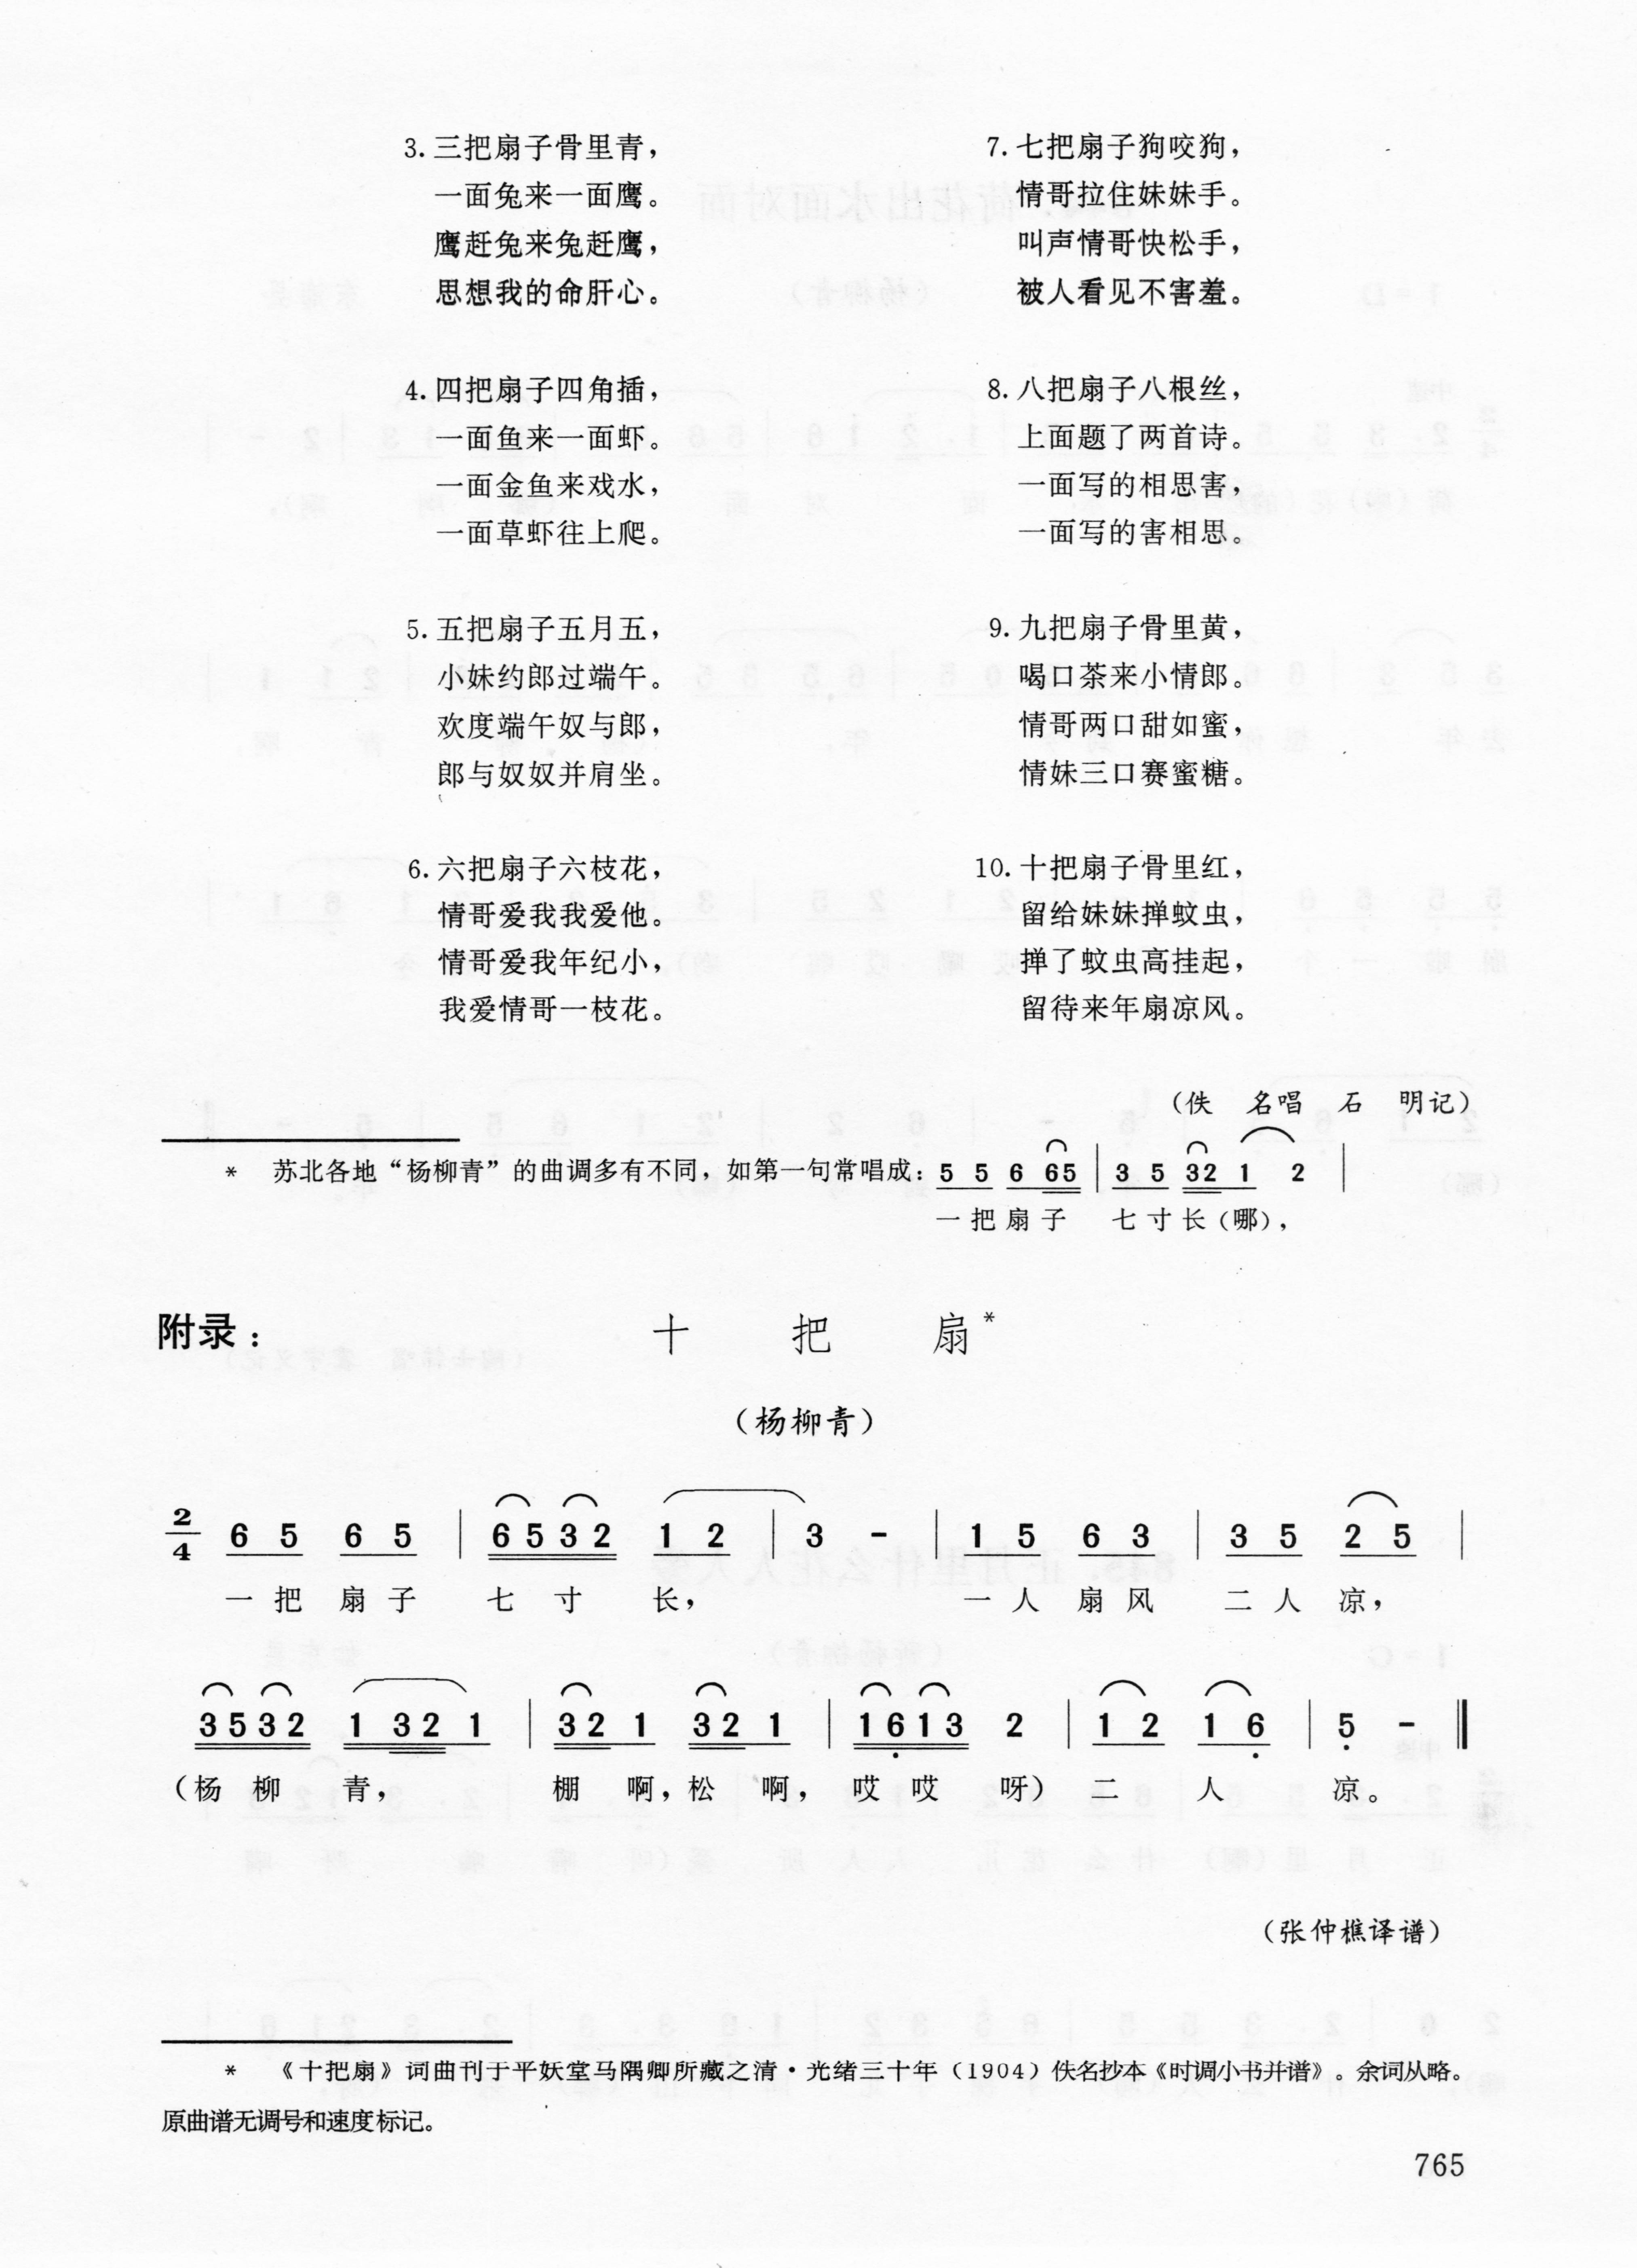 3. 三把扇子骨里青，
一面兔来一面鹰。
鹰赶兔来兔赶鹰，
思想我的命肝心。
4. 四把扇子四角插，
一面鱼来一面虾。
一面金鱼来戏水，
一面草虾往上爬。
5. 五把扇子五月五，
小妹约郎过端午。
欢度端午奴与郎，
郎与奴奴并肩坐。
6. 六把扇子六枝花，
情哥爱我我爱他。
情哥爱我年纪小，
我爱情哥一枝花。
7. 七把扇子狗咬狗，
情哥拉住妹妹手。
叫声情哥快松手，
被人看见不害羞。
8. 八把扇子八根丝，
上面题了两首诗。
一面写的相思害，
一面写的害相思。
9. 九把扇子骨里黄，
喝口茶来小情郎。
情哥两口甜如蜜，
情妹三口赛蜜糖。
10. 十把扇子骨里红，
留给妹妹掸蚊虫，
掸了蚊虫高挂起，
留待来年扇凉风。
（佚 名唱 石 明记）
* 苏北各地“杨柳青”的曲调多有不同，如第一句常唱成：5 5 6 65 | 3 5 32 1 2 |
一把扇子 七寸长（哪），
附录： 十 把 扇*
（杨柳青）
2/4 6 5 6 5 | 6532 1 2 | 3 - | 1 5 6 3 | 3 5 2 5 |
一 把 扇 子 七 寸 长， 一 人 扇 风 二 人 凉，
3532 1 32 1 | 32 1 32 1 | 16̣13 2 | 1 2 1 6̣ | 5̣ - ‖
（杨 柳 青， 棚 啊，松 啊， 哎 哎 呀）二 人 凉。
（张仲樵译谱）
* 《十把扇》词曲刊于平妖堂马隅卿所藏之清·光绪三十年（1904）佚名抄本《时调小书并谱》。余词从略。
原曲谱无调号和速度标记。
765